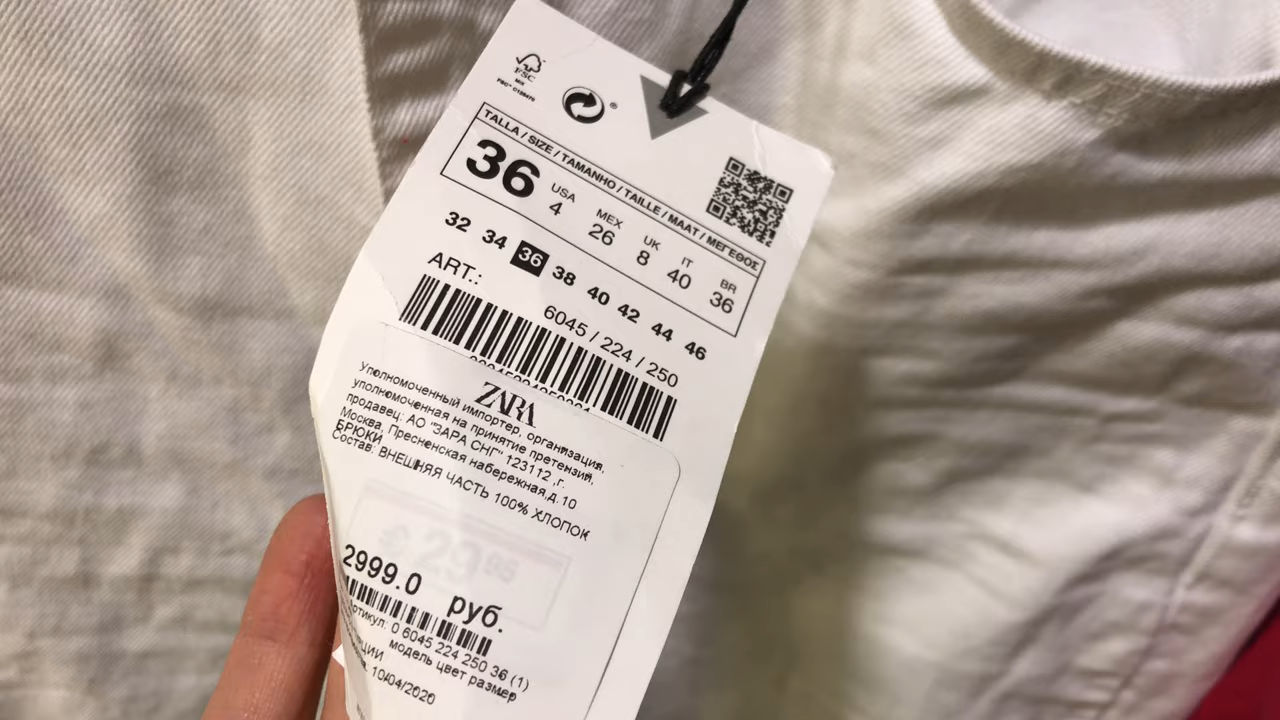 FSC
MIX
FSC® C128470
®
TALLA / SIZE / TAMANHO / TAILLE / MAAT / ΜΕΓΕΘΟΣ
36
USA 4
MEX 26
UK 8
IT 40
BR 36
32 34 36 38 40 42 44 46
ART.:
6045 / 224 / 250
ZARA
Уполномоченный импортер, организация,
уполномоченная на принятие претензий,
продавец: АО "ЗАРА СНГ" 123112 ,г.
Москва, Пресненская набережная,д.10
БРЮКИ
Состав: ВНЕШНЯЯ ЧАСТЬ 100% ХЛОПОК
2999.0 руб.
0 6045 224 250 36 (1)
модель цвет размер
10/04/2020